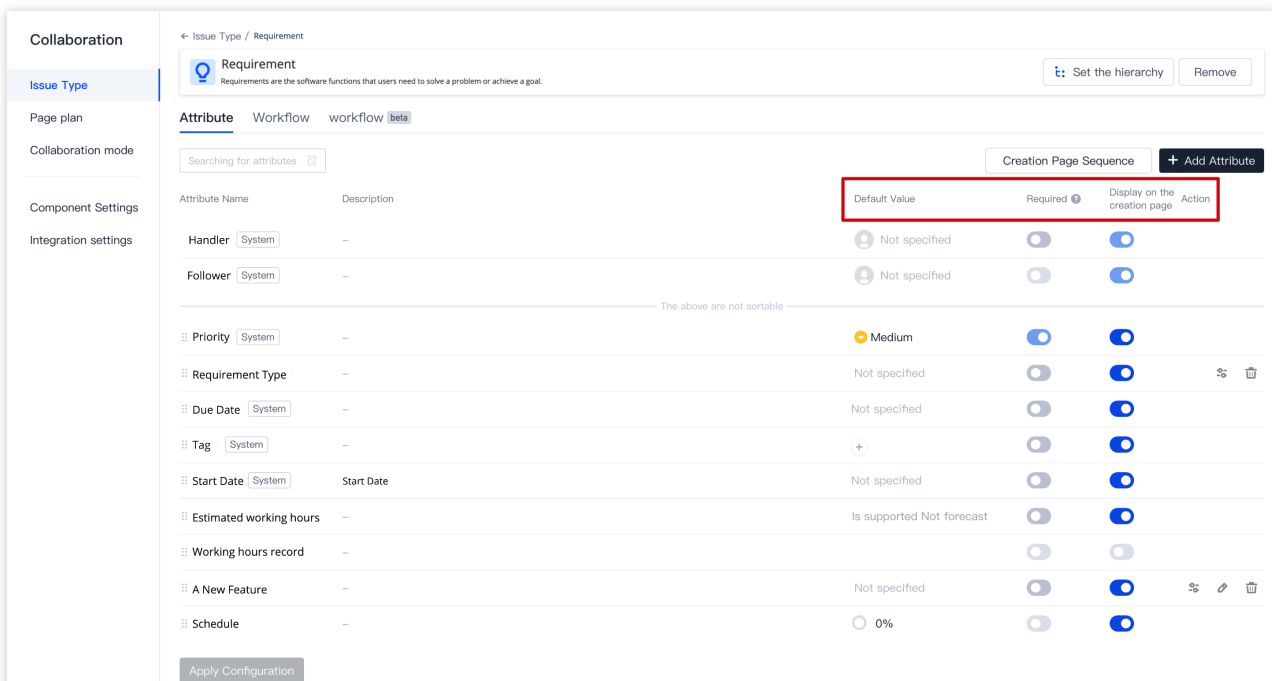 Collaboration
Issue Type
Page plan
Collaboration mode
Component Settings
Integration settings
← Issue Type / Requirement
Requirement
Requirements are the software functions that users need to solve a problem or achieve a goal.
Set the hierarchy
Remove
Attribute Workflow workflow beta
Searching for attributes
Creation Page Sequence
+ Add Attribute
Attribute Name Description Default Value Required ? Display on the creation page Action
Handler System – Not specified
Follower System – Not specified
The above are not sortable
Priority System – Medium
Requirement Type – Not specified
Due Date System – Not specified
Tag System – +
Start Date System Start Date Not specified
Estimated working hours – Is supported Not forecast
Working hours record –
A New Feature – Not specified
Schedule – 0%
Apply Configuration